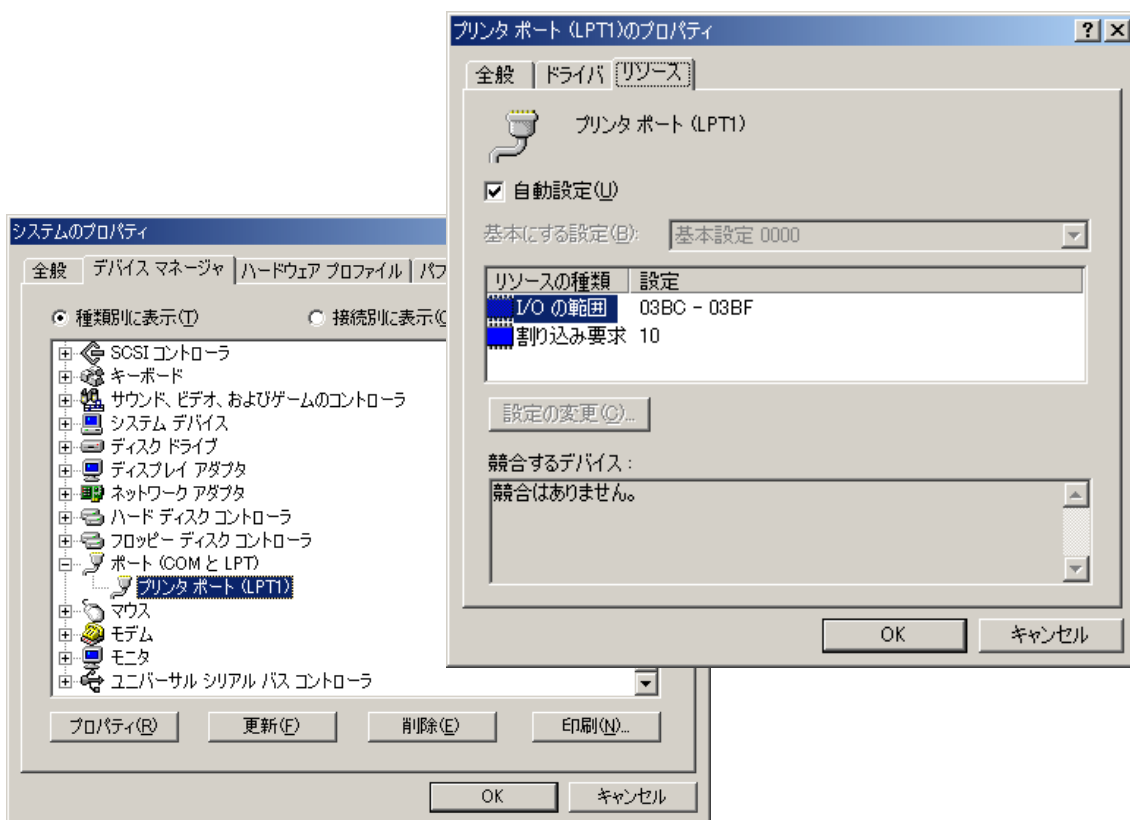 プリンタ ポート (LPT1)のプロパティ
全般 ドライバ リソース
プリンタ ポート (LPT1)
自動設定(U)
基本にする設定(B): 基本設定 0000
リソースの種類 設定
I/O の範囲 03BC - 03BF
割り込み要求 10
設定の変更(C)...
競合するデバイス :
競合はありません。
OK キャンセル
システムのプロパティ
全般 デバイス マネージャ ハードウェア プロファイル パフ
種類別に表示(T) 接続別に表示(
SCSI コントローラ
キーボード
サウンド、ビデオ、およびゲームのコントローラ
システム デバイス
ディスク ドライブ
ディスプレイ アダプタ
ネットワーク アダプタ
ハード ディスク コントローラ
フロッピー ディスク コントローラ
ポート (COM と LPT)
プリンタ ポート (LPT1)
マウス
モデム
モニタ
ユニバーサル シリアル バス コントローラ
プロパティ(R) 更新(F) 削除(E) 印刷(N)...
OK キャンセル